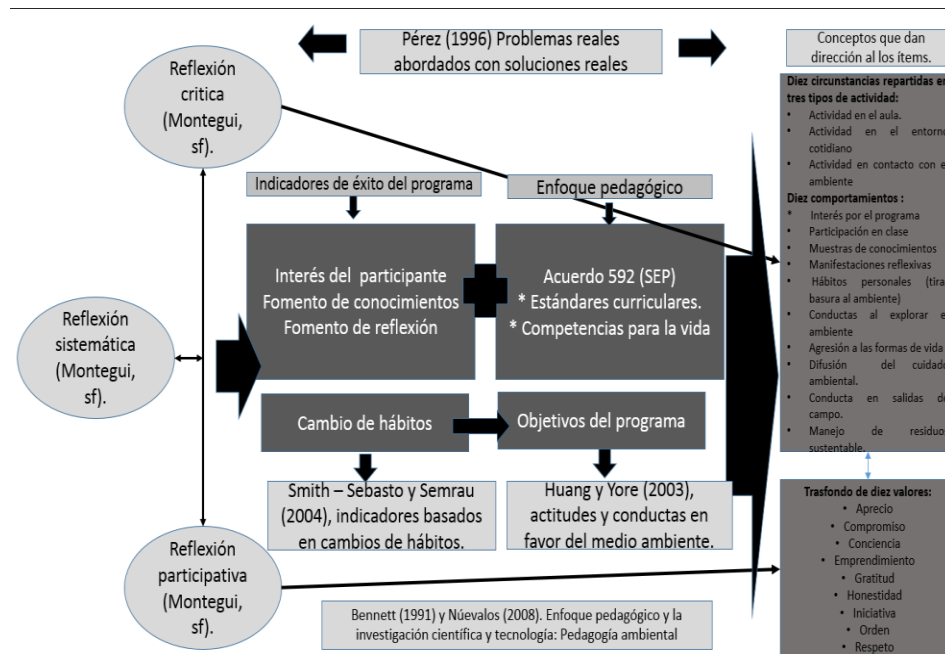 Pérez (1996) Problemas reales
abordados con soluciones reales
Conceptos que dan
dirección al los ítems.
Reflexión
critica
(Montegui,
sf).
Diez circunstancias repartidas en
tres tipos de actividad:
• Actividad en el aula.
• Actividad en el entorno
cotidiano
• Actividad en contacto con el
ambiente
Diez comportamientos :
* Interés por el programa
• Participación en clase
• Muestras de conocimientos
• Manifestaciones reflexivas
• Hábitos personales (tirar
basura al ambiente)
• Conductas al explorar el
ambiente
• Agresión a las formas de vida
• Difusión del cuidado
ambiental.
• Conducta en salidas de
campo.
• Manejo de residuos
sustentable.
Indicadores de éxito del programa
Enfoque pedagógico
Interés del participante
Fomento de conocimientos
Fomento de reflexión
Acuerdo 592 (SEP)
* Estándares curriculares.
* Competencias para la vida
Reflexión
sistemática
(Montegui,
sf).
Cambio de hábitos
Objetivos del programa
Smith – Sebasto y Semrau
(2004), indicadores basados
en cambios de hábitos.
Huang y Yore (2003),
actitudes y conductas en
favor del medio ambiente.
Trasfondo de diez valores:
• Aprecio
• Compromiso
• Conciencia
• Emprendimiento
• Gratitud
• Honestidad
• Iniciativa
• Orden
• Respeto
Reflexión
participativa
(Montegui,
sf).
Bennett (1991) y Núevalos (2008). Enfoque pedagógico y la
investigación científica y tecnología: Pedagogía ambiental